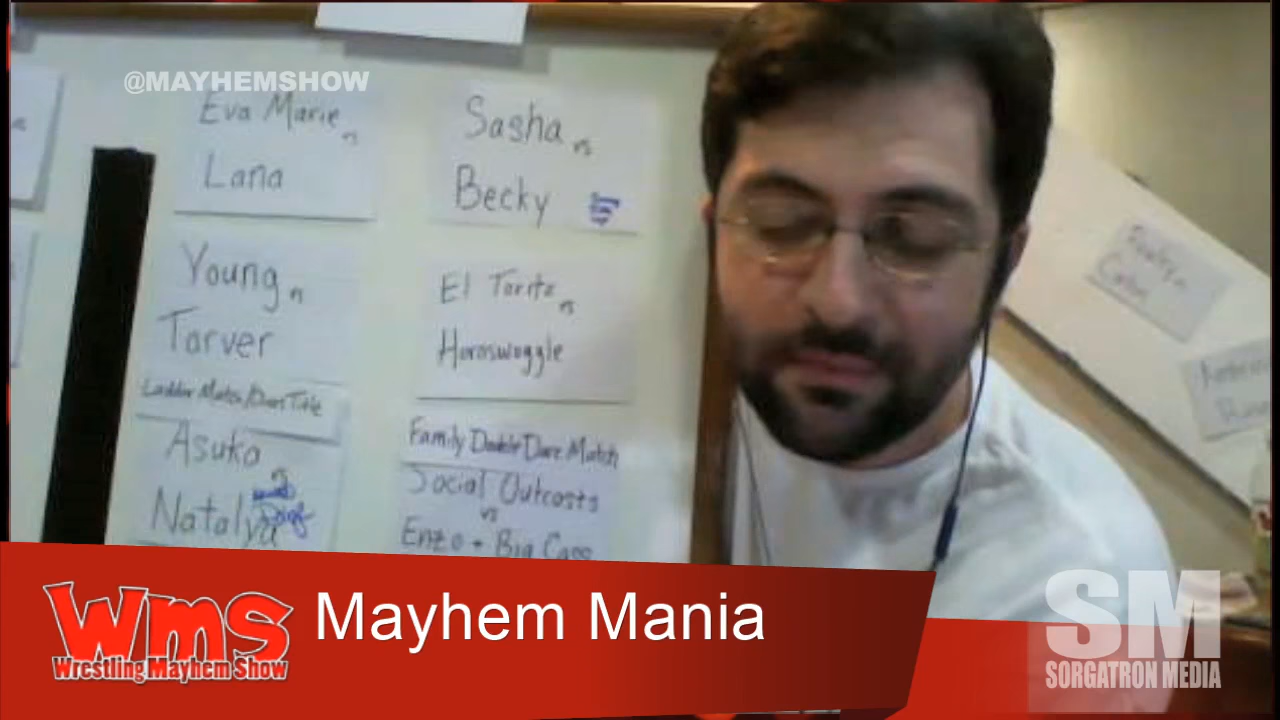 @MAYHEMSHOW
Eva Marie
vs
Lana
Sasha
vs
Becky
Young
vs
Tarver
El Torito
vs
Hornswoggle
Ladder Match/Divas Title
Asuka
vs
Natalya
Family Double Dare Match
Social Outcasts
vs
Enzo + Big Cass
wms
Wrestling Mayhem Show
Mayhem Mania
SM
SORGATRON MEDIA